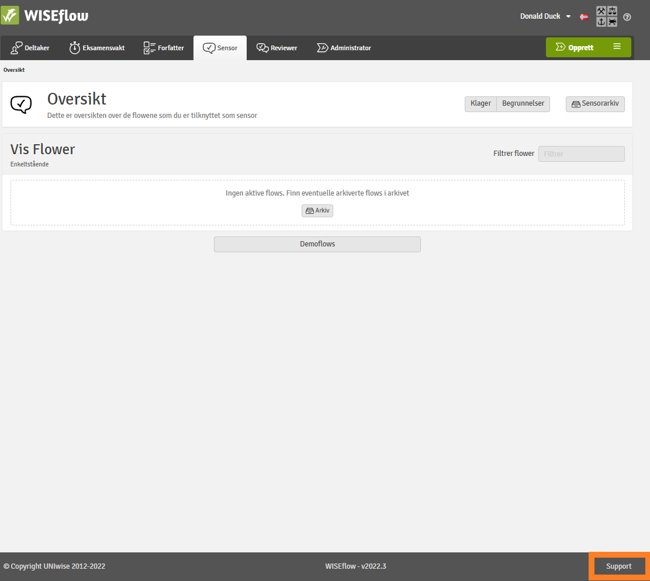 WISEflow
Donald Duck
Deltaker
Eksamensvakt
Forfatter
Sensor
Reviewer
Administrator
Opprett
Oversikt
Oversikt
Dette er oversikten over de flowene som du er tilknyttet som sensor
Klager
Begrunnelser
Sensorarkiv
Vis Flower
Enkeltstående
Filtrer flower
Filtrer
Ingen aktive flows. Finn eventuelle arkiverte flows i arkivet
Arkiv
Demoflows
© Copyright UNIwise 2012-2022
WISEflow - v2022.3
Support